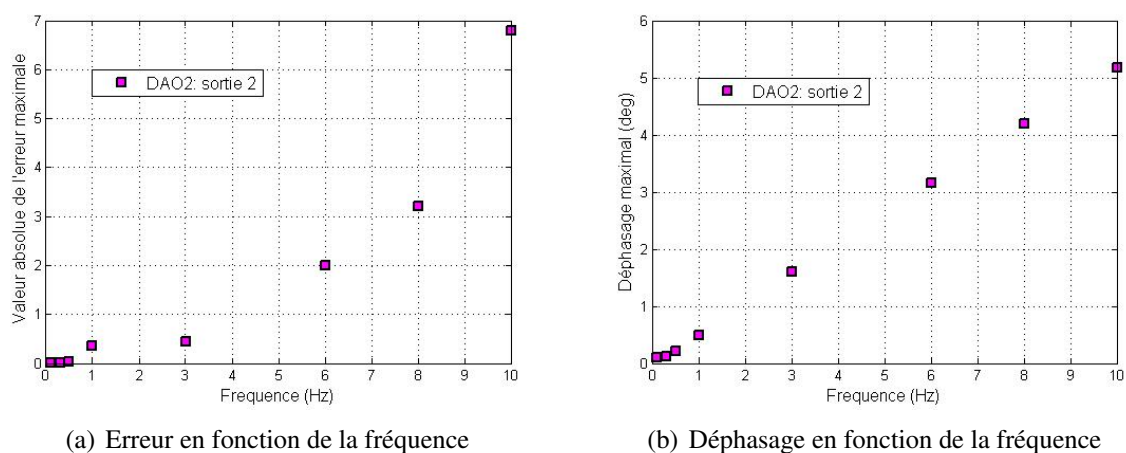 7
6
5
4
3
2
1
0
Valeur absolue de l'erreur maximale
DAO2: sortie 2
0 1 2 3 4 5 6 7 8 9 10
Frequence (Hz)
(a) Erreur en fonction de la fréquence
6
5
4
3
2
1
0
Déphasage maximal (deg)
DAO2: sortie 2
0 1 2 3 4 5 6 7 8 9 10
Frequence (Hz)
(b) Déphasage en fonction de la fréquence